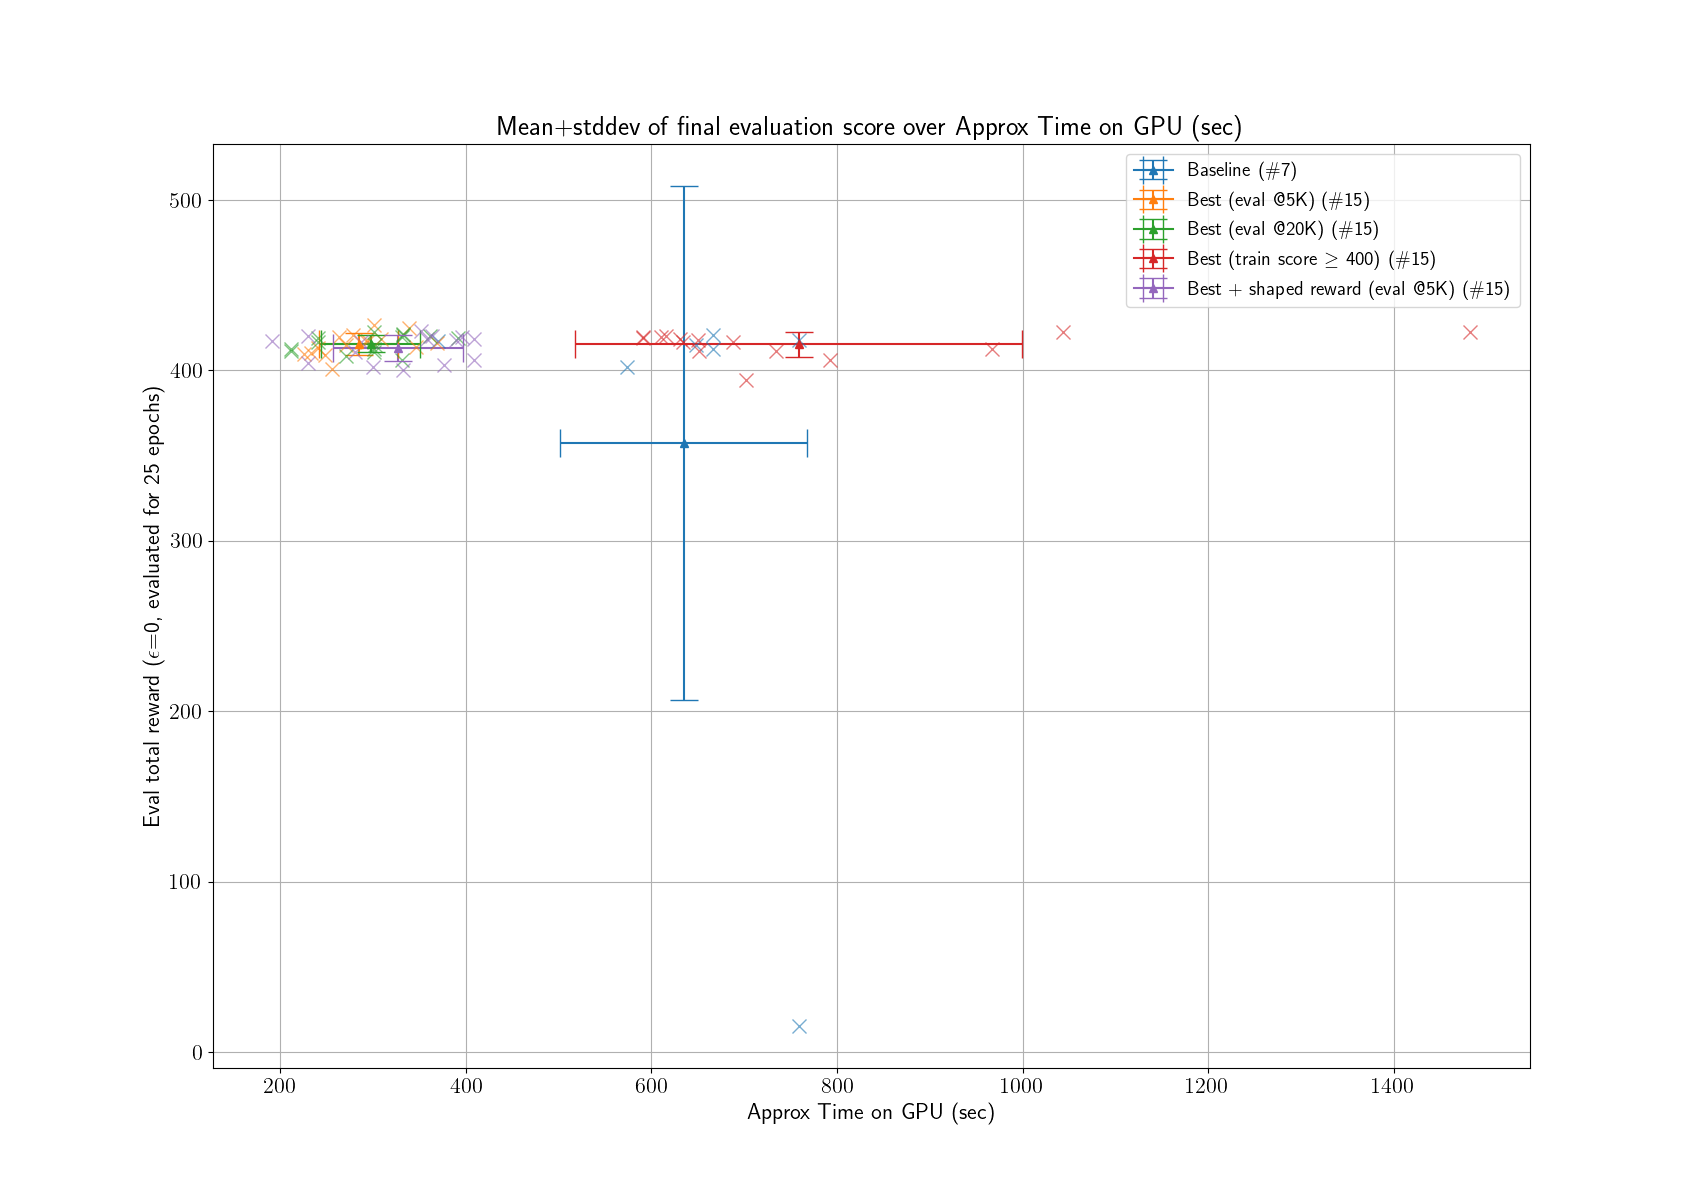 Mean+stddev of final evaluation score over Approx Time on GPU (sec)
Baseline (#7)
Best (eval @5K) (#15)
Best (eval @20K) (#15)
Best (train score ≥ 400) (#15)
Best + shaped reward (eval @5K) (#15)
Eval total reward (ϵ=0, evaluated for 25 epochs)
500
400
300
200
100
0
200 400 600 800 1000 1200 1400
Approx Time on GPU (sec)